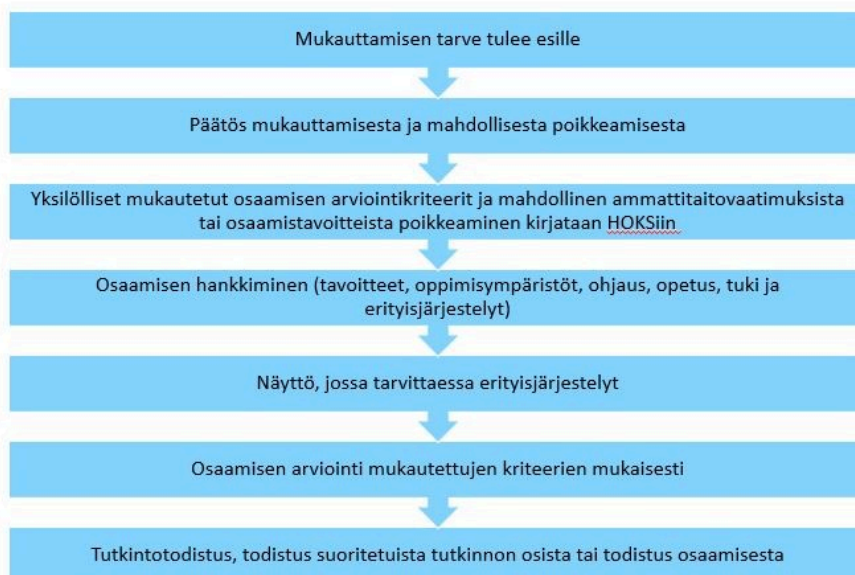 Mukauttamisen tarve tulee esille
Päätös mukauttamisesta ja mahdollisesta poikkeamisesta
Yksilölliset mukautetut osaamisen arviointikriteerit ja mahdollinen ammattitaitovaatimuksista
tai osaamistavoitteista poikkeaminen kirjataan HOKSiin
Osaamisen hankkiminen (tavoitteet, oppimisympäristöt, ohjaus, opetus, tuki ja
erityisjärjestelyt)
Näyttö, jossa tarvittaessa erityisjärjestelyt
Osaamisen arviointi mukautettujen kriteerien mukaisesti
Tutkintotodistus, todistus suoritetuista tutkinnon osista tai todistus osaamisesta